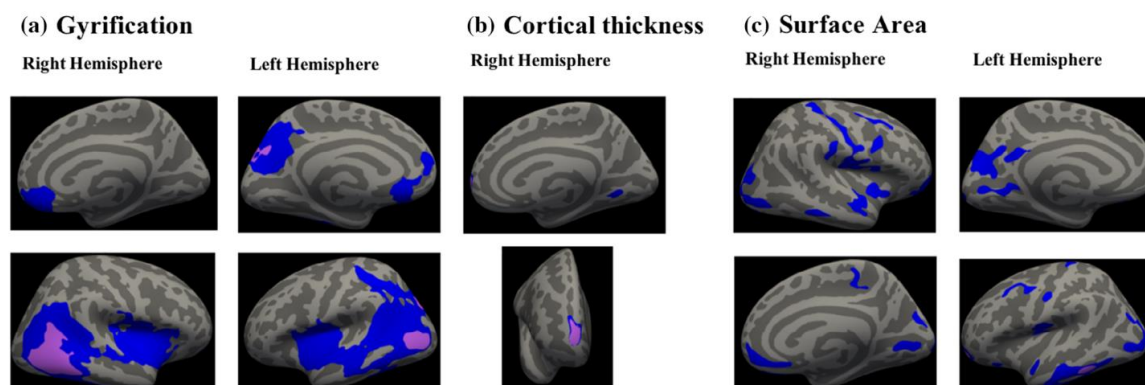 (a) Gyrification
(b) Cortical thickness
(c) Surface Area
Right Hemisphere
Left Hemisphere
Right Hemisphere
Right Hemisphere
Left Hemisphere